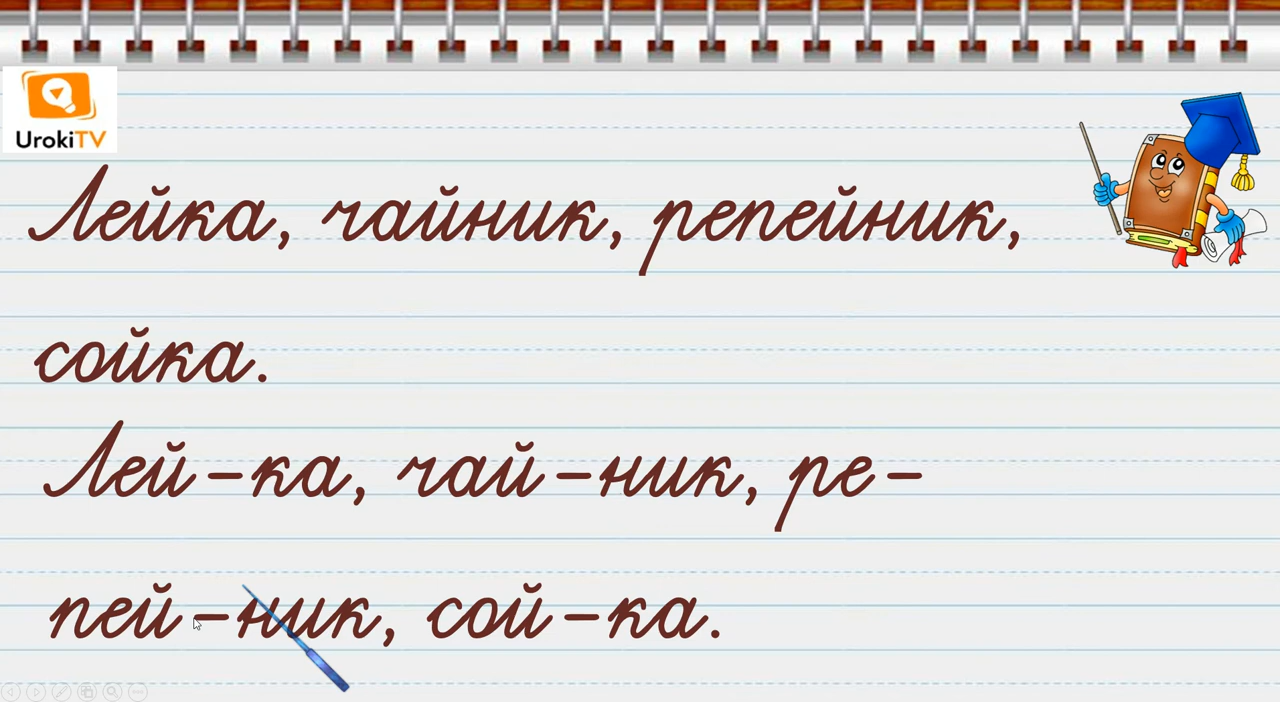 UrokiTV
Лейка, чайник, репейник,
сойка.
Лей-ка, чай-ник, ре-
пей-ник, сой-ка.